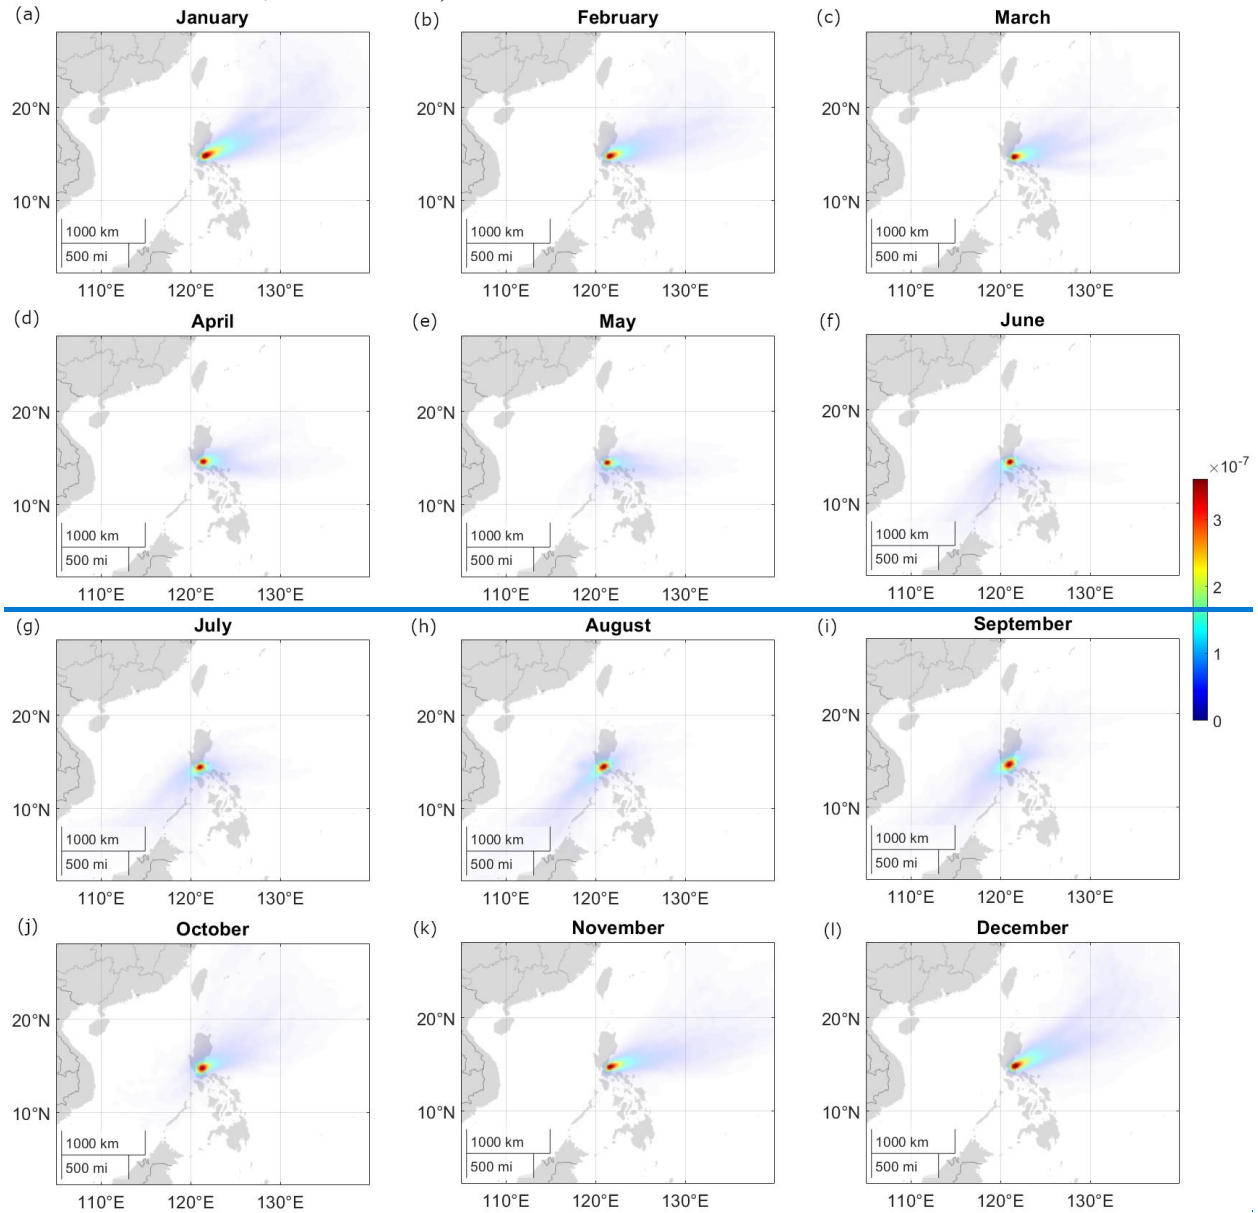 (a) January
(b) February
(c) March
20°N
10°N
1000 km
500 mi
110°E 120°E 130°E
20°N
10°N
1000 km
500 mi
110°E 120°E 130°E
20°N
10°N
1000 km
500 mi
110°E 120°E 130°E
(d) April
(e) May
(f) June
20°N
10°N
1000 km
500 mi
110°E 120°E 130°E
20°N
10°N
1000 km
500 mi
110°E 120°E 130°E
20°N
10°N
1000 km
500 mi
110°E 120°E 130°E
×10-7
3
2
1
0
(g) July
(h) August
(i) September
20°N
10°N
1000 km
500 mi
110°E 120°E 130°E
20°N
10°N
1000 km
500 mi
110°E 120°E 130°E
20°N
10°N
1000 km
500 mi
110°E 120°E 130°E
(j) October
(k) November
(l) December
20°N
10°N
1000 km
500 mi
110°E 120°E 130°E
20°N
10°N
1000 km
500 mi
110°E 120°E 130°E
20°N
10°N
1000 km
500 mi
110°E 120°E 130°E